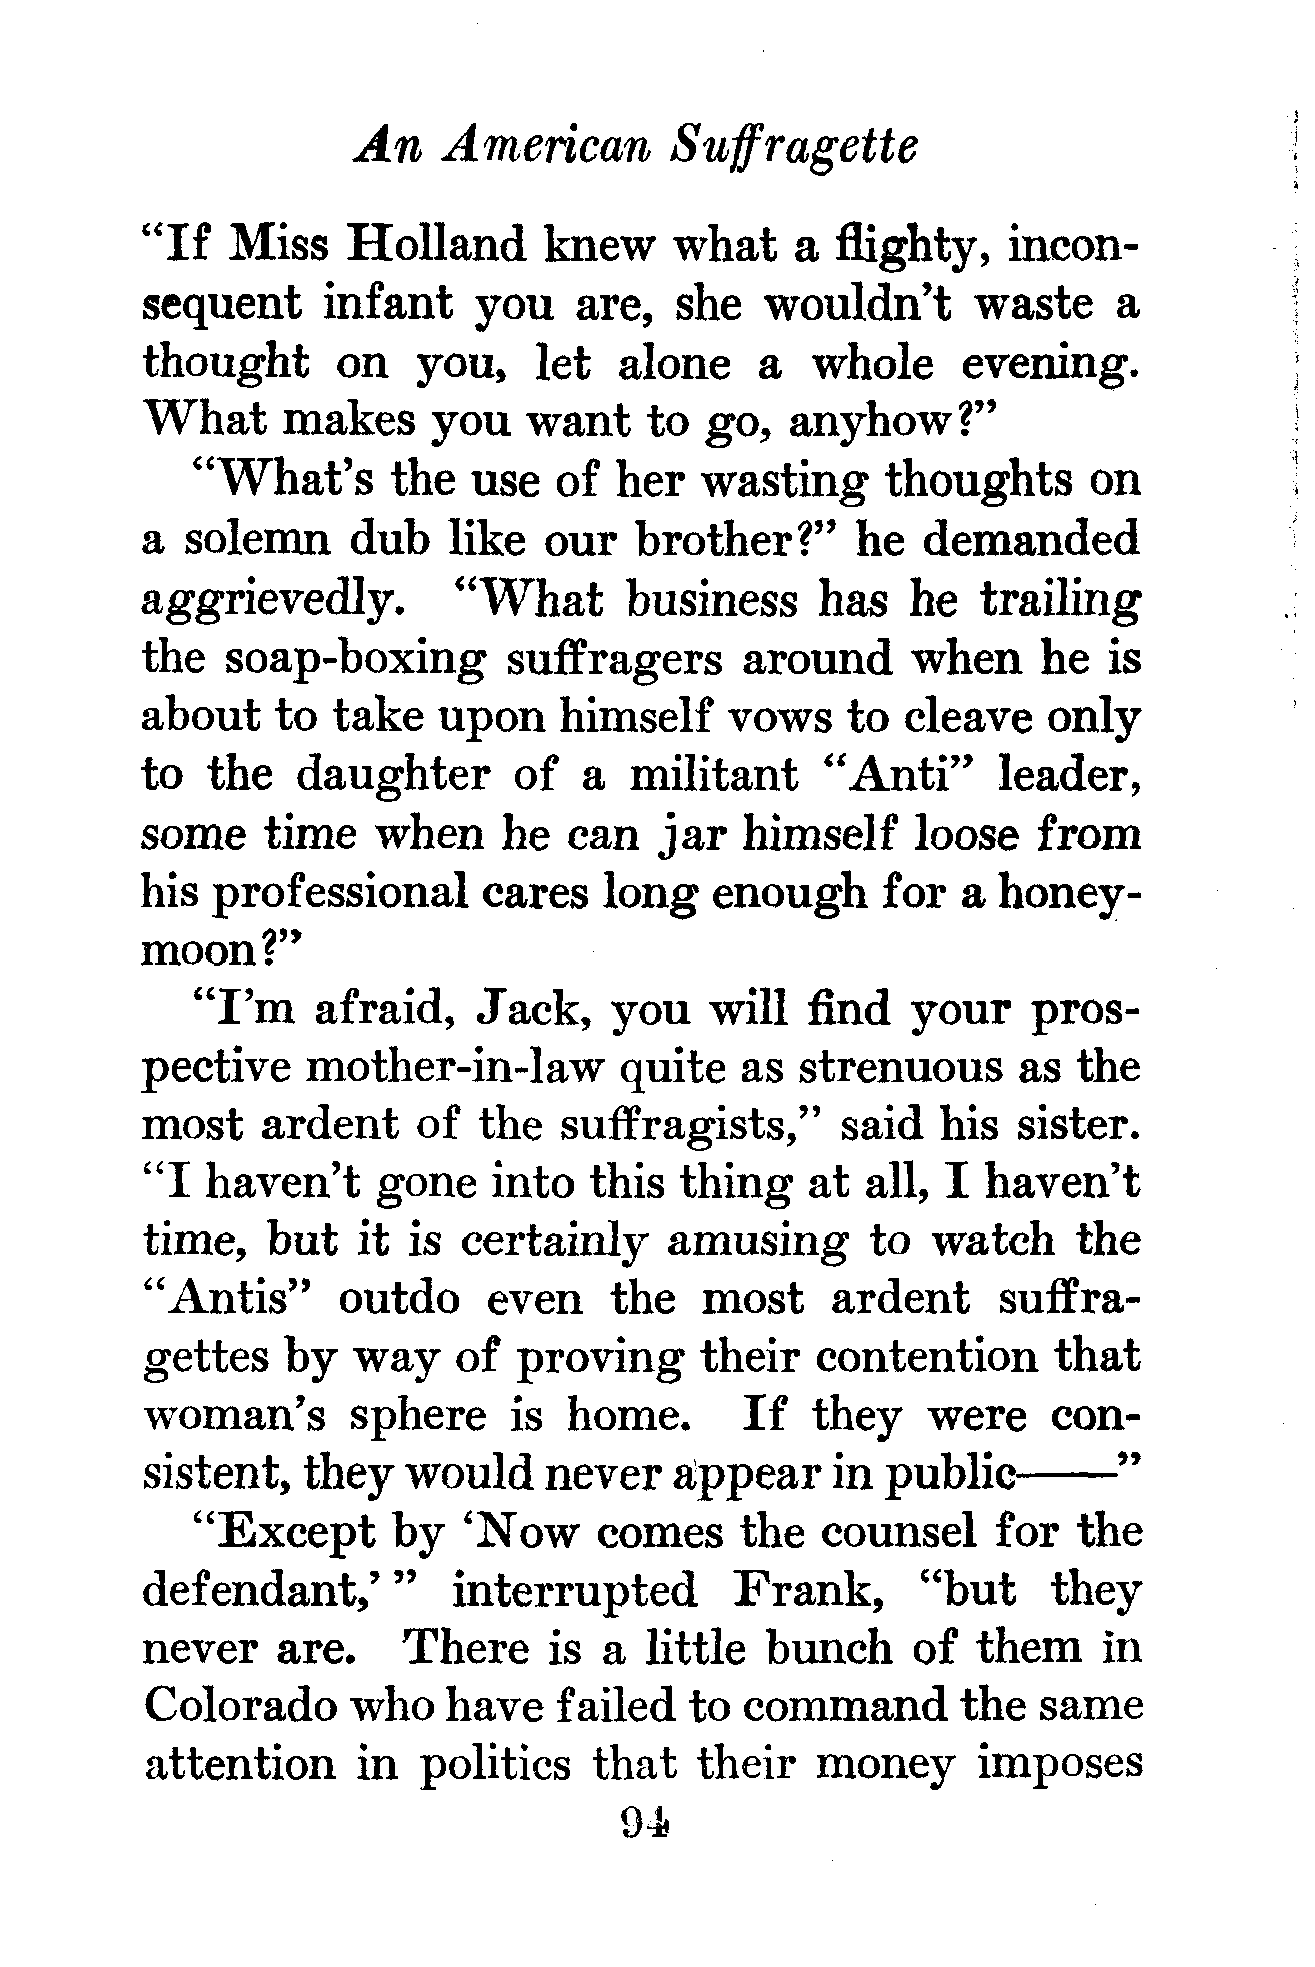 An American Suffragette
“If Miss Holland knew what a flighty, incon-
sequent infant you are, she wouldn’t waste a
thought on you, let alone a whole evening.
What makes you want to go, anyhow?”
“What’s the use of her wasting thoughts on
a solemn dub like our brother?” he demanded
aggrievedly. “What business has he trailing
the soap-boxing suffragers around when he is
about to take upon himself vows to cleave only
to the daughter of a militant “Anti” leader,
some time when he can jar himself loose from
his professional cares long enough for a honey-
moon?”
“I’m afraid, Jack, you will find your pros-
pective mother-in-law quite as strenuous as the
most ardent of the suffragists,” said his sister.
“I haven’t gone into this thing at all, I haven’t
time, but it is certainly amusing to watch the
“Antis” outdo even the most ardent suffra-
gettes by way of proving their contention that
woman’s sphere is home. If they were con-
sistent, they would never appear in public——”
“Except by ‘Now comes the counsel for the
defendant,’ ” interrupted Frank, “but they
never are. There is a little bunch of them in
Colorado who have failed to command the same
attention in politics that their money imposes
94